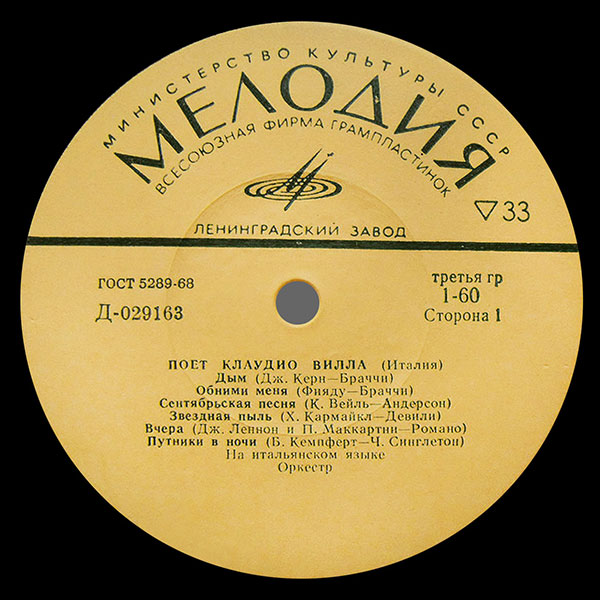 МИНИСТЕРСТВО КУЛЬТУРЫ СССР
МЕЛОДИЯ
ВСЕСОЮЗНАЯ ФИРМА ГРАМПЛАСТИНОК
▽33
ЛЕНИНГРАДСКИЙ ЗАВОД
ГОСТ 5289-68
Д-029163
третья гр
1-60
Сторона 1
ПОЕТ КЛАУДИО ВИЛЛА (Италия)
Дым (Дж. Керн—Браччи)
Обними меня (Фияду—Браччи)
Сентябрьская песня (К. Вейль—Андерсон)
Звездная пыль (Х. Кармайкл—Девили)
Вчера (Дж. Леннон и П. Маккартни—Романо)
Путники в ночи (Б. Кемпферт—Ч. Синглетон)
На итальянском языке
Оркестр